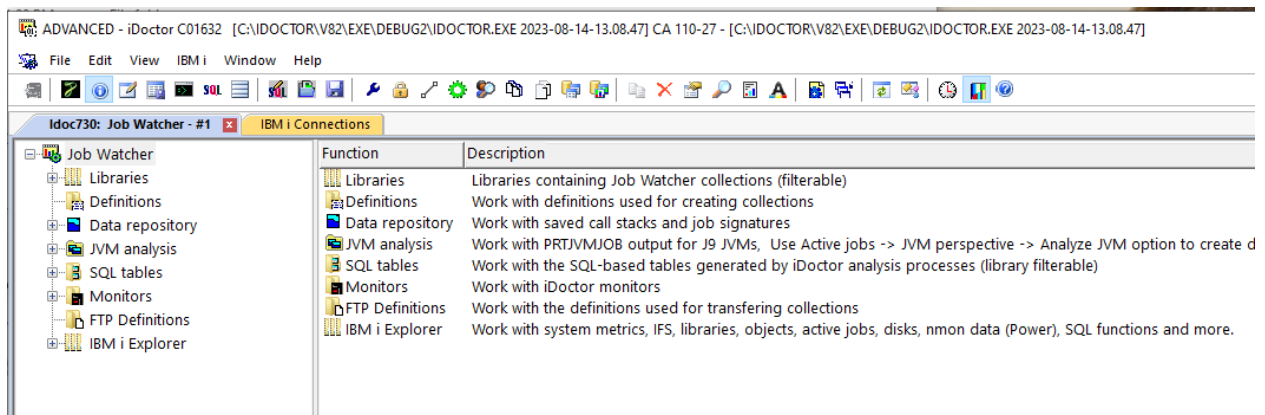 ADVANCED - iDoctor C01632 [C:\IDOCTOR\V82\EXE\DEBUG2\IDOCTOR.EXE 2023-08-14-13.08.47] CA 110-27 - [C:\IDOCTOR\V82\EXE\DEBUG2\IDOCTOR.EXE 2023-08-14-13.08.47]
File Edit View IBM i Window Help
SQL
Idoc730: Job Watcher - #1 IBM i Connections
Job Watcher
Libraries
Definitions
Data repository
JVM analysis
SQL tables
Monitors
FTP Definitions
IBM i Explorer
Function Description
Libraries Libraries containing Job Watcher collections (filterable)
Definitions Work with definitions used for creating collections
Data repository Work with saved call stacks and job signatures
JVM analysis Work with PRTJVMJOB output for J9 JVMs, Use Active jobs -> JVM perspective -> Analyze JVM option to create d
SQL tables Work with the SQL-based tables generated by iDoctor analysis processes (library filterable)
Monitors Work with iDoctor monitors
FTP Definitions Work with the definitions used for transfering collections
IBM i Explorer Work with system metrics, IFS, libraries, objects, active jobs, disks, nmon data (Power), SQL functions and more.